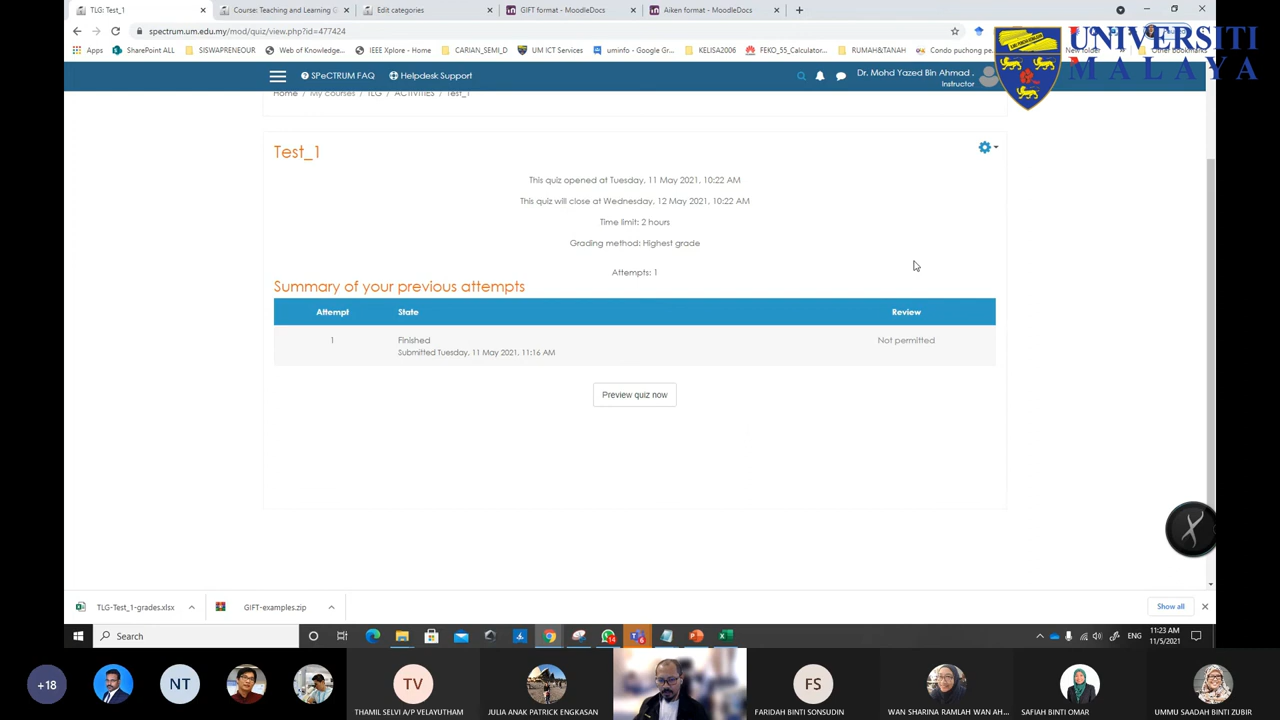 TLG: Test_1
Course: Teaching and Learning G
Edit categories
GIFT format - MoodleDocs
Aiken format - MoodleDocs
spectrum.um.edu.my/mod/quiz/view.php?id=477424
Apps
SharePoint ALL
SISWAPRENEOUR
Web of Knowledge...
IEEE Xplore - Home
CARIAN_SEMI_D
UM ICT Services
uminfo - Google Gr...
KELISA2006
FEKO_55_Calculator...
RUMAH&TANAH
Condo puchong pe...
New folder
Other bookmarks
UNIVERSITI
MALAYA
SPeCTRUM FAQ
Helpdesk Support
Dr. Mohd Yazed Bin Ahmad .
instructor
Home / My courses / TLG / ACTIVITIES / Test_1
Test_1
This quiz opened at Tuesday, 11 May 2021, 10:22 AM
This quiz will close at Wednesday, 12 May 2021, 10:22 AM
Time limit: 2 hours
Grading method: Highest grade
Attempts: 1
Summary of your previous attempts
Attempt State Review
1 Finished Not permitted
Submitted Tuesday, 11 May 2021, 11:16 AM
Preview quiz now
TLG-Test_1-grades.xlsx
GIFT-examples.zip
Show all
Search
ENG
11:23 AM
11/5/2021
+18
NT
TV
THAMIL SELVI A/P VELAYUTHAM
JULIA ANAK PATRICK ENGKASAN
FS
FARIDAH BINTI SONSUDIN
WAN SHARINA RAMLAH WAN AH...
SAFIAH BINTI OMAR
UMMU SAADAH BINTI ZUBIR